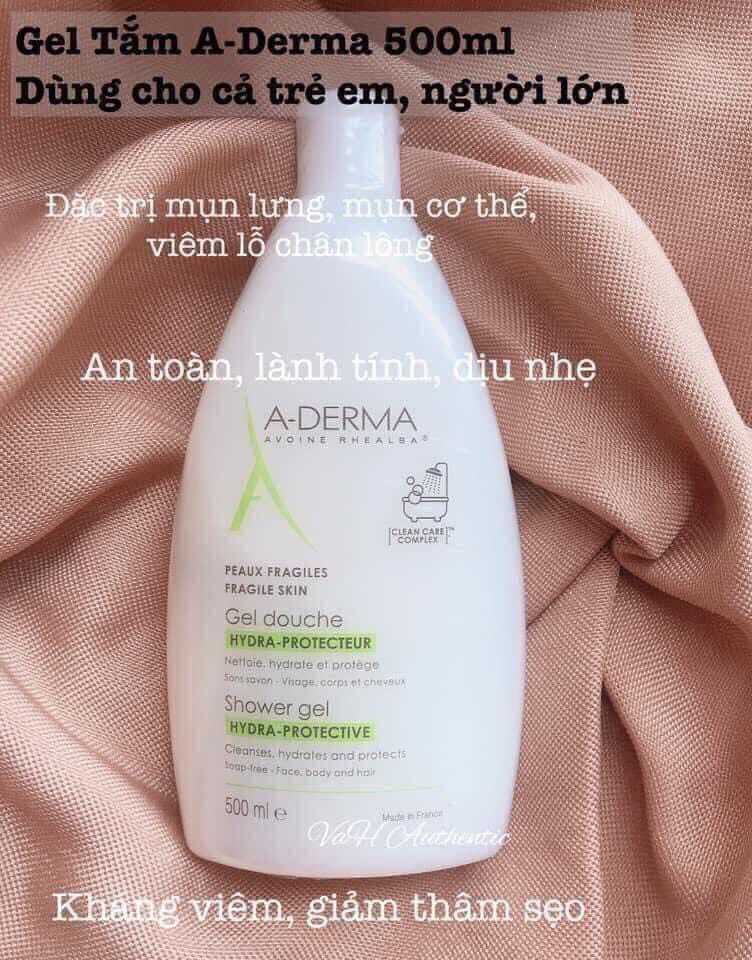 Gel Tắm A-Derma 500ml
Dùng cho cả trẻ em, người lớn
Đặc trị mụn lưng, mụn cơ thể,
viêm lỗ chân lông
An toàn, lành tính, dịu nhẹ
A-DERMA
AVOINE RHEALBA®
CLEAN CARE™
COMPLEX
PEAUX FRAGILES
FRAGILE SKIN
Gel douche
HYDRA-PROTECTEUR
Nettoie, hydrate et protège
Sans savon - Visage, corps et cheveux
Shower gel
HYDRA-PROTECTIVE
Cleanses, hydrates and protects
Soap-free - Face, body and hair
500 ml ℮
Made in France
VaH Authentic
Kháng viêm, giảm thâm sẹo